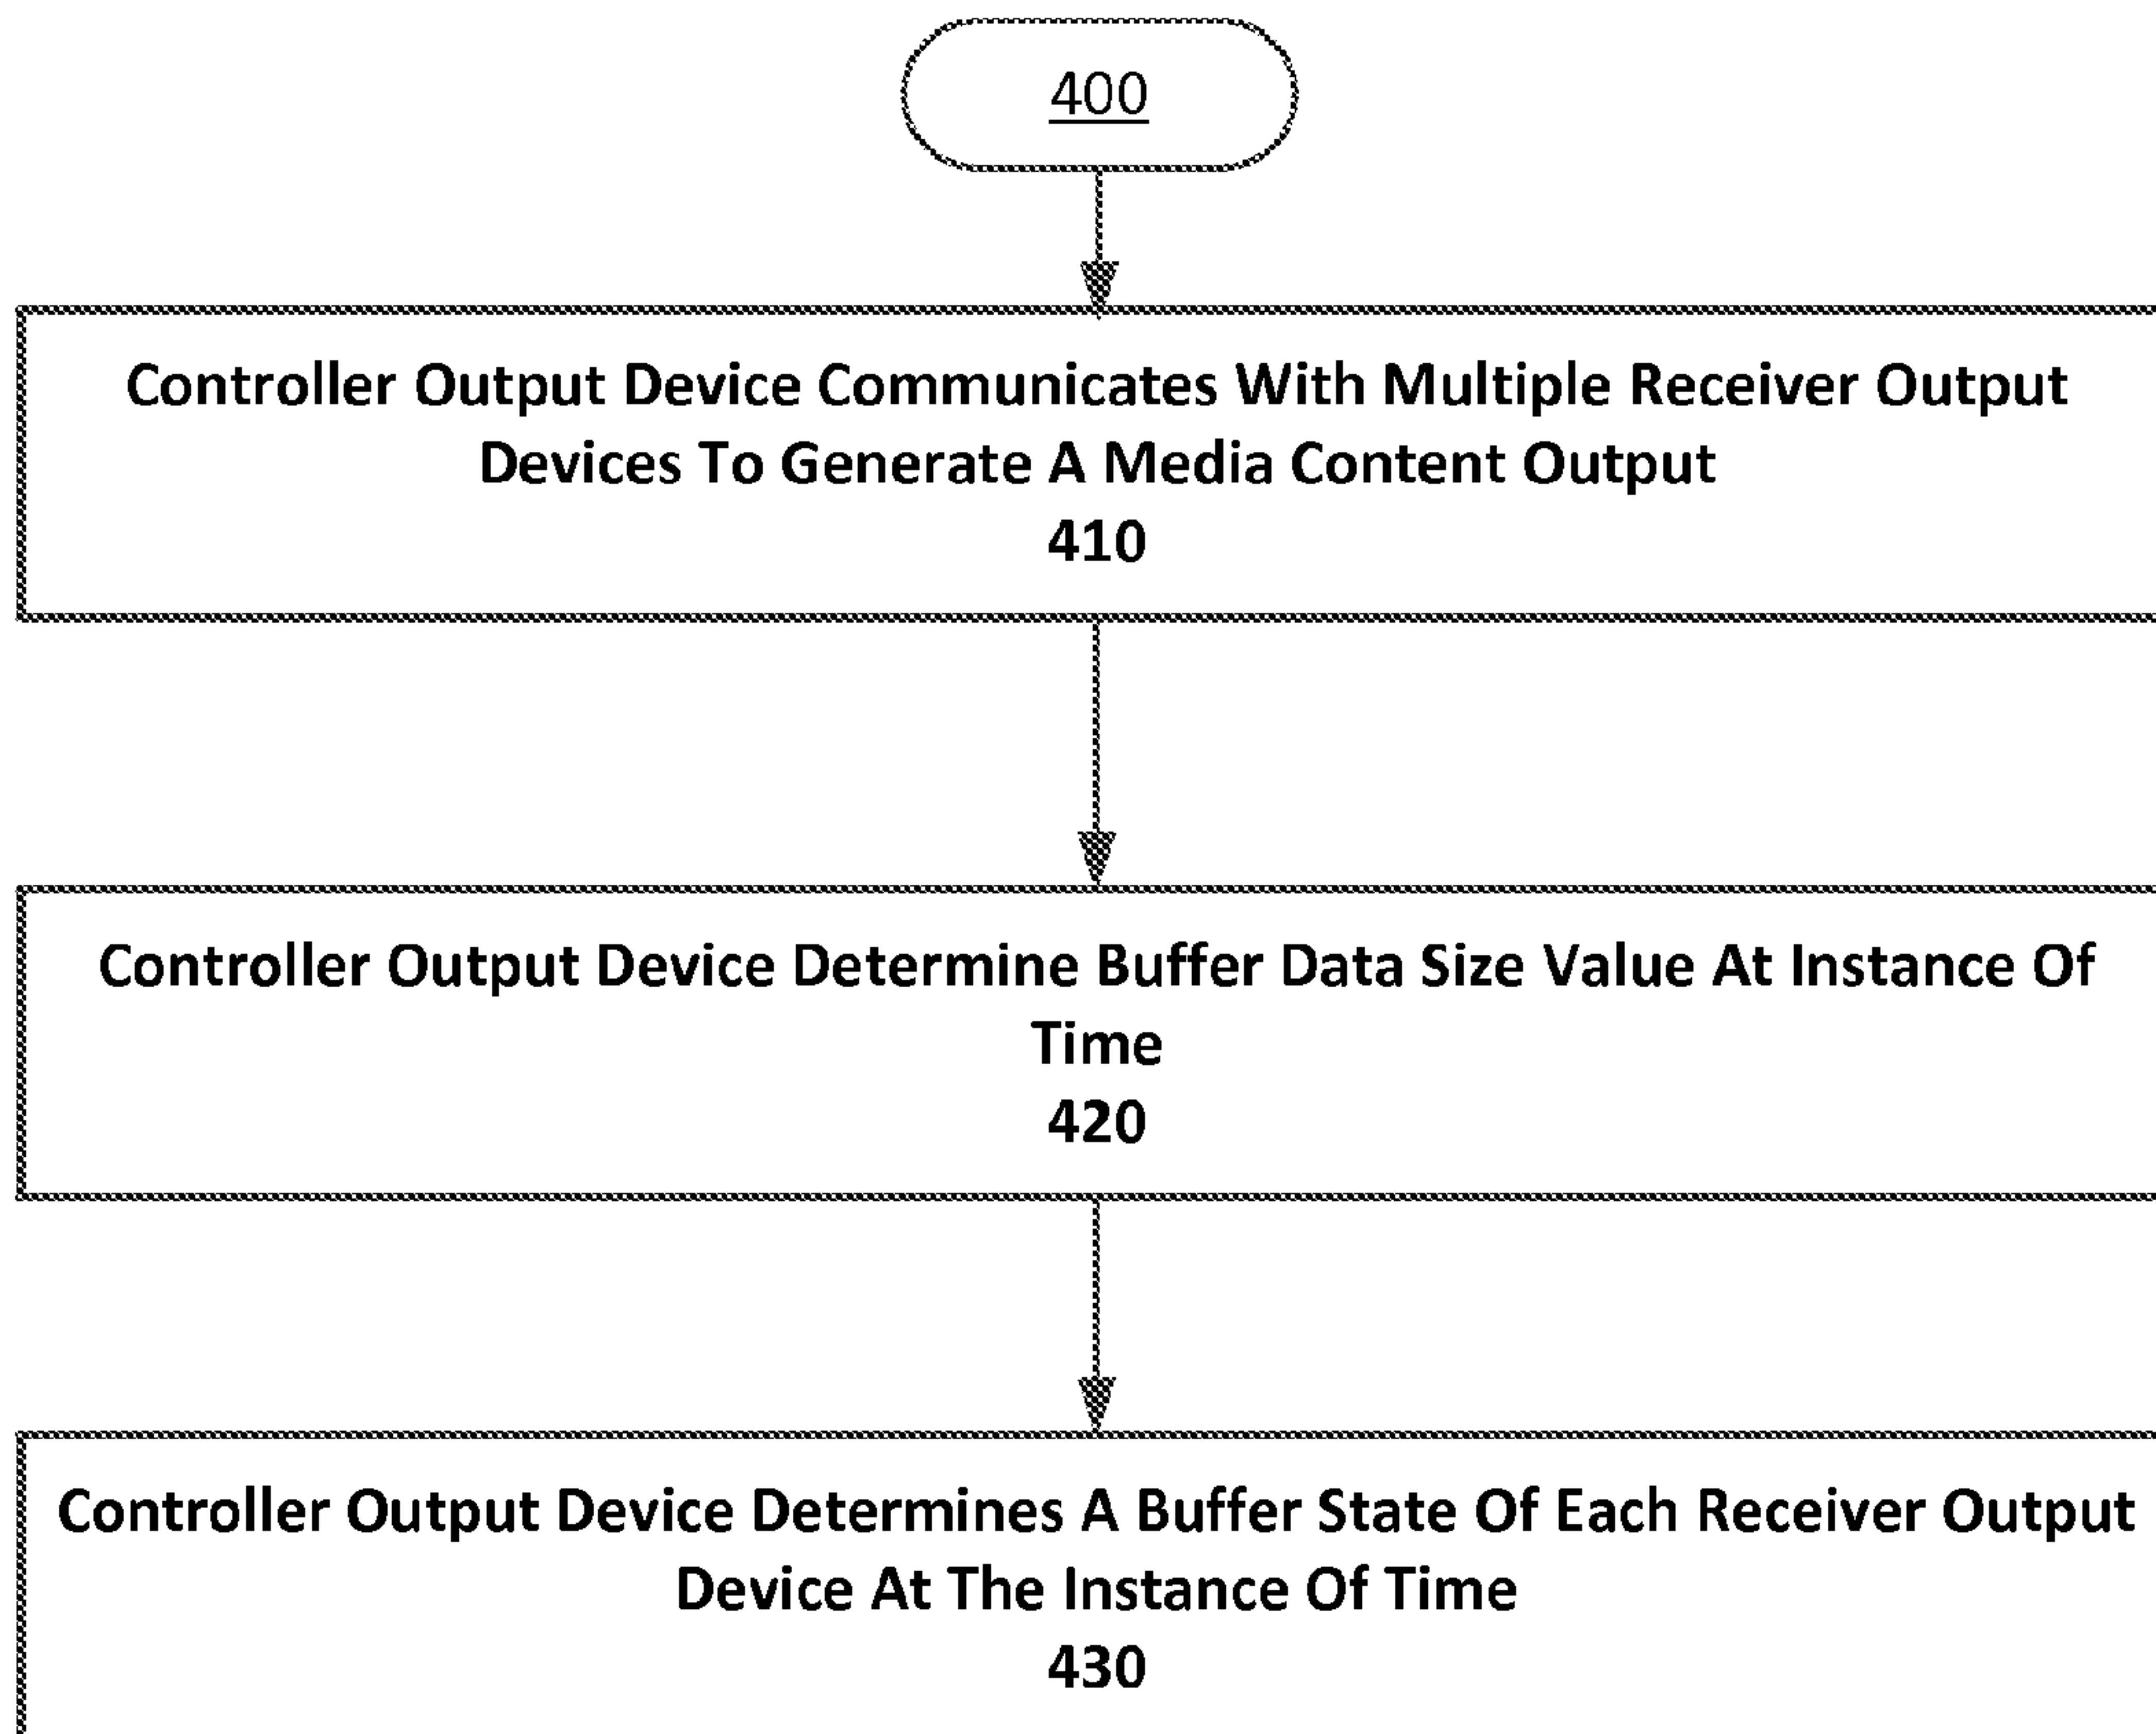 400
Controller Output Device Communicates With Multiple Receiver Output
Devices To Generate A Media Content Output
410
Controller Output Device Determine Buffer Data Size Value At Instance Of
Time
420
Controller Output Device Determines A Buffer State Of Each Receiver Output
Device At The Instance Of Time
430